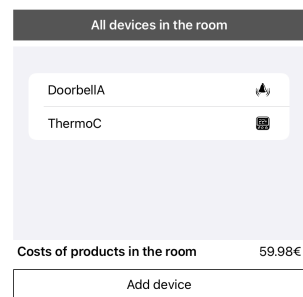 All devices in the room
DoorbellA
ThermoC
Costs of products in the room 59.98€
Add device